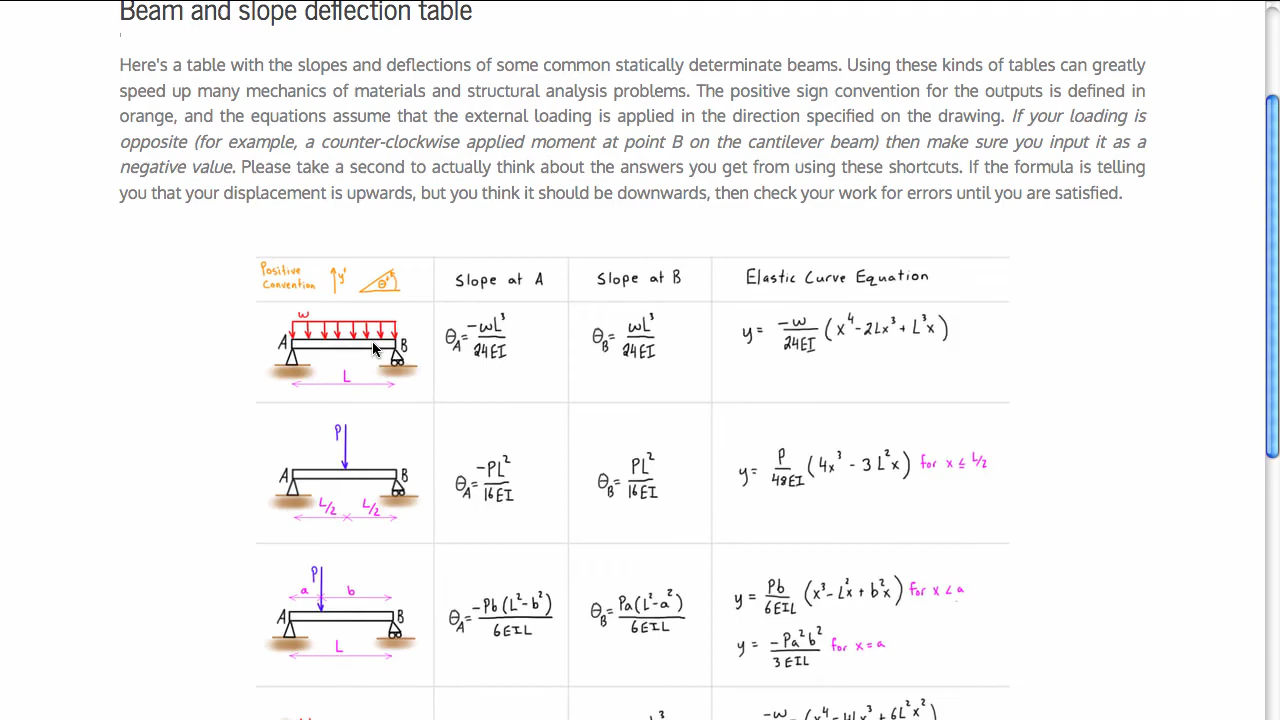 Beam and slope deflection table
Here's a table with the slopes and deflections of some common statically determinate beams. Using these kinds of tables can greatly
speed up many mechanics of materials and structural analysis problems. The positive sign convention for the outputs is defined in
orange, and the equations assume that the external loading is applied in the direction specified on the drawing. If your loading is
opposite (for example, a counter-clockwise applied moment at point B on the cantilever beam) then make sure you input it as a
negative value. Please take a second to actually think about the answers you get from using these shortcuts. If the formula is telling
you that your displacement is upwards, but you think it should be downwards, then check your work for errors until you are satisfied.
Positive Convention ↑y+ θ+ Slope at A Slope at B Elastic Curve Equation
w A B L θ_A = -wL³/24EI θ_B = wL³/24EI y = -w/24EI (x⁴ - 2Lx³ + L³x)
P A B L/2 L/2 θ_A = -PL²/16EI θ_B = PL²/16EI y = P/48EI (4x³ - 3L²x) for x ≤ L/2
P a b A B L θ_A = -Pb(L²-b²)/6EIL θ_B = Pa(L²-a²)/6EIL y = Pb/6EIL (x³ - L²x + b²x) for x < a
y = -Pa²b²/3EIL for x = a